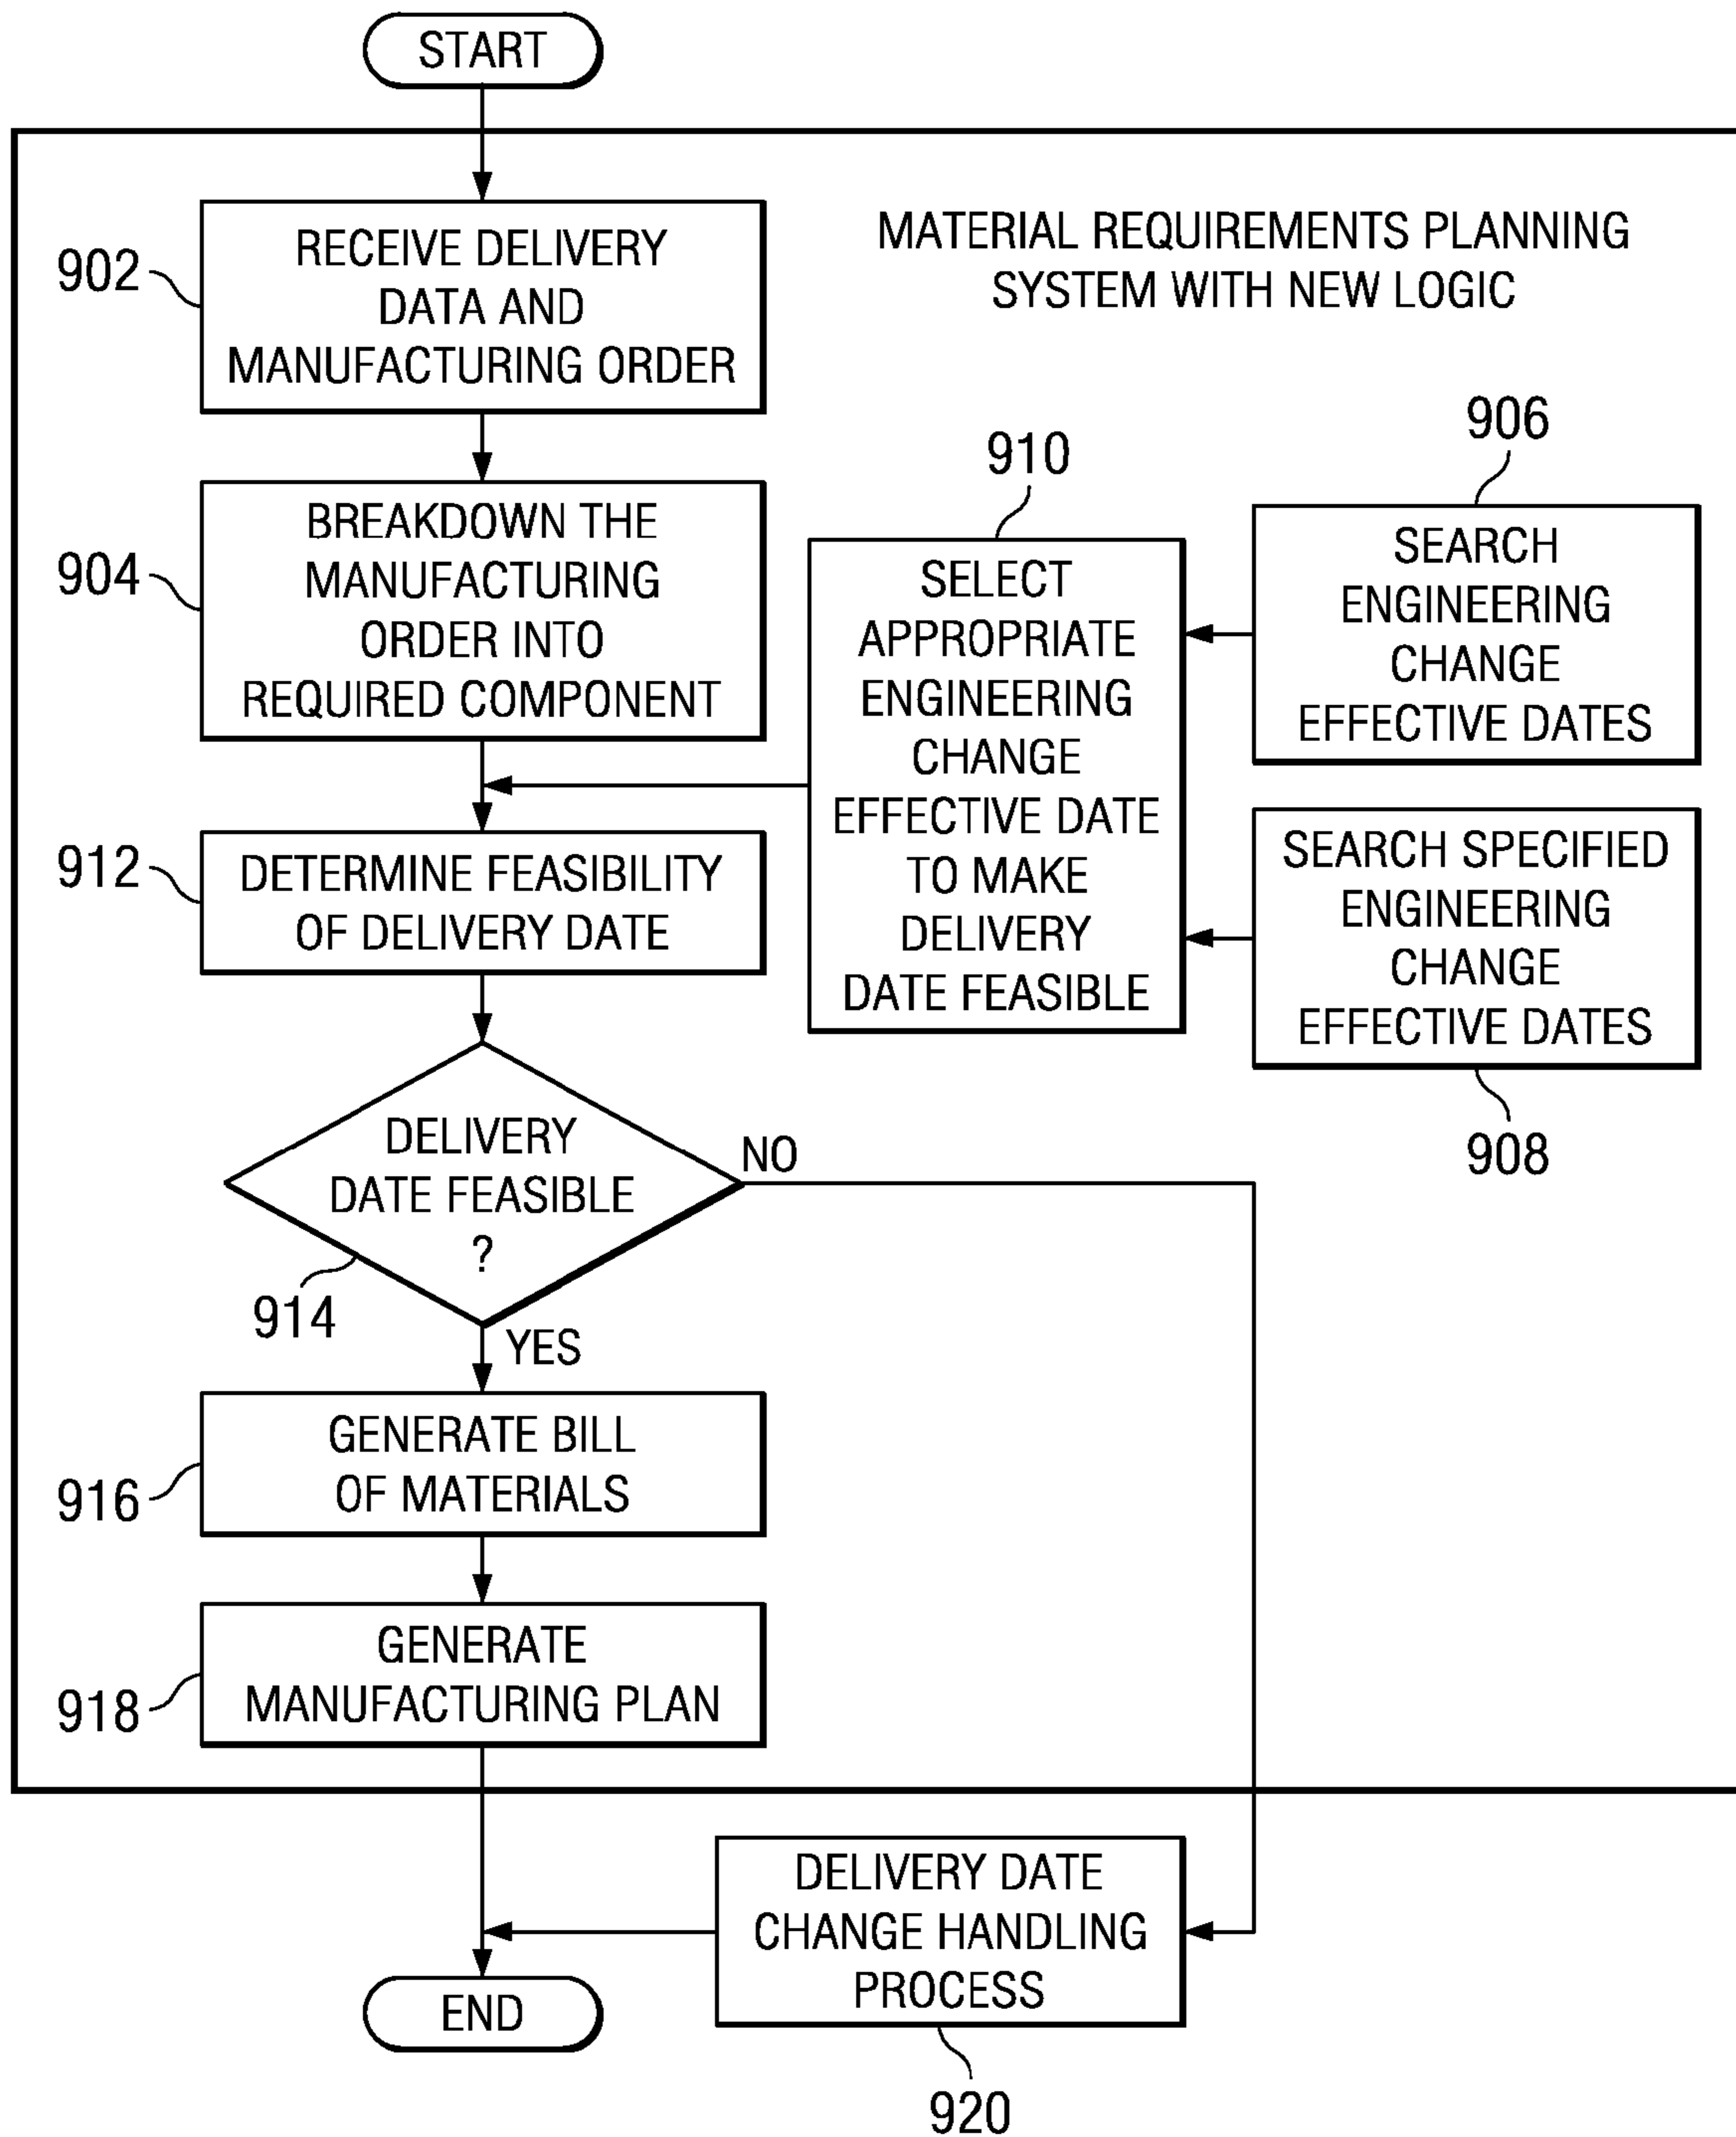 START
MATERIAL REQUIREMENTS PLANNING
SYSTEM WITH NEW LOGIC
902
RECEIVE DELIVERY
DATA AND
MANUFACTURING ORDER
904
BREAKDOWN THE
MANUFACTURING
ORDER INTO
REQUIRED COMPONENT
910
SELECT
APPROPRIATE
ENGINEERING
CHANGE
EFFECTIVE DATE
TO MAKE
DELIVERY
DATE FEASIBLE
906
SEARCH
ENGINEERING
CHANGE
EFFECTIVE DATES
SEARCH SPECIFIED
ENGINEERING
CHANGE
EFFECTIVE DATES
908
912
DETERMINE FEASIBILITY
OF DELIVERY DATE
DELIVERY
DATE FEASIBLE
?
914
NO
YES
916
GENERATE BILL
OF MATERIALS
918
GENERATE
MANUFACTURING PLAN
DELIVERY DATE
CHANGE HANDLING
PROCESS
920
END